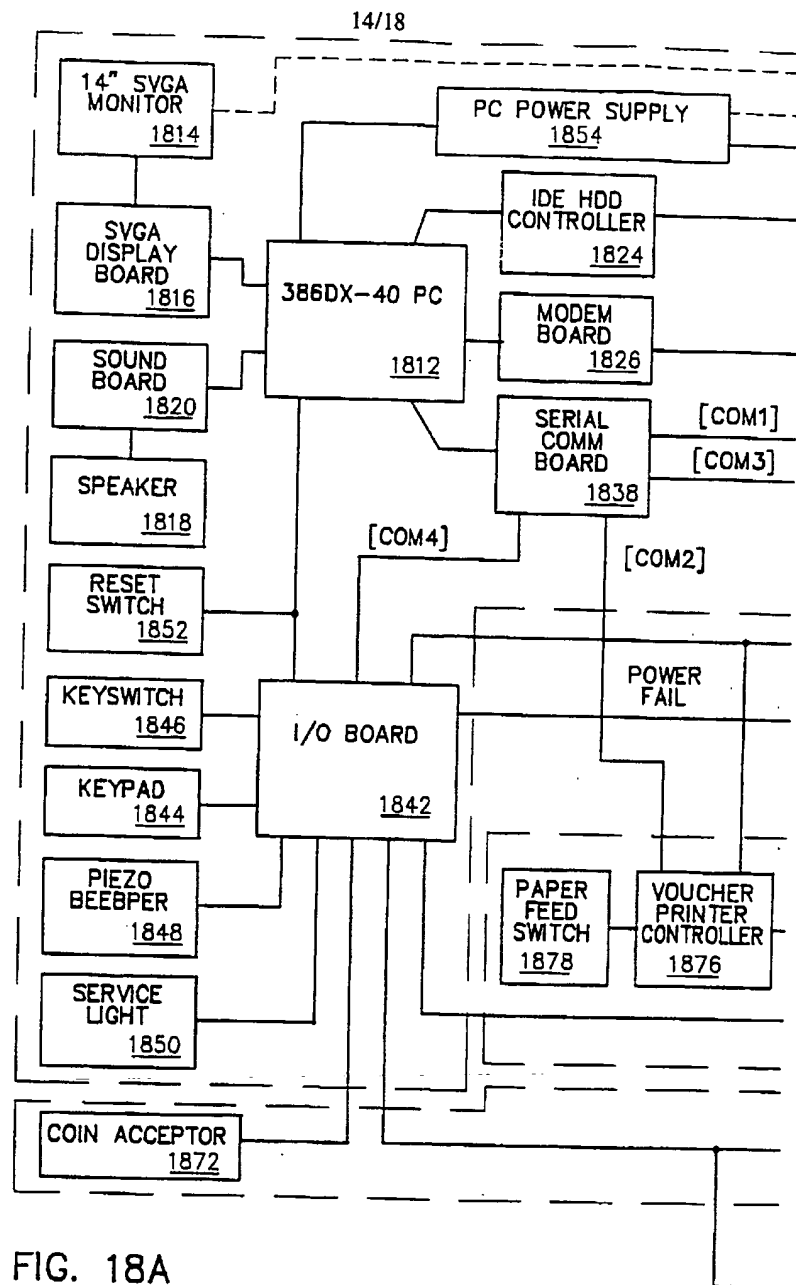 14/18
14" SVGA
MONITOR
1814
PC POWER SUPPLY
1854
IDE HDD
CONTROLLER
1824
SVGA
DISPLAY
BOARD
1816
386DX-40 PC
1812
MODEM
BOARD
1826
SOUND
BOARD
1820
SERIAL
COMM
BOARD
1838
[COM1]
[COM3]
SPEAKER
1818
[COM4]
[COM2]
RESET
SWITCH
1852
KEYSWITCH
1846
I/O BOARD
1842
POWER
FAIL
KEYPAD
1844
PIEZO
BEEBPER
1848
PAPER
FEED
SWITCH
1878
VOUCHER
PRINTER
CONTROLLER
1876
SERVICE
LIGHT
1850
COIN ACCEPTOR
1872
FIG. 18A